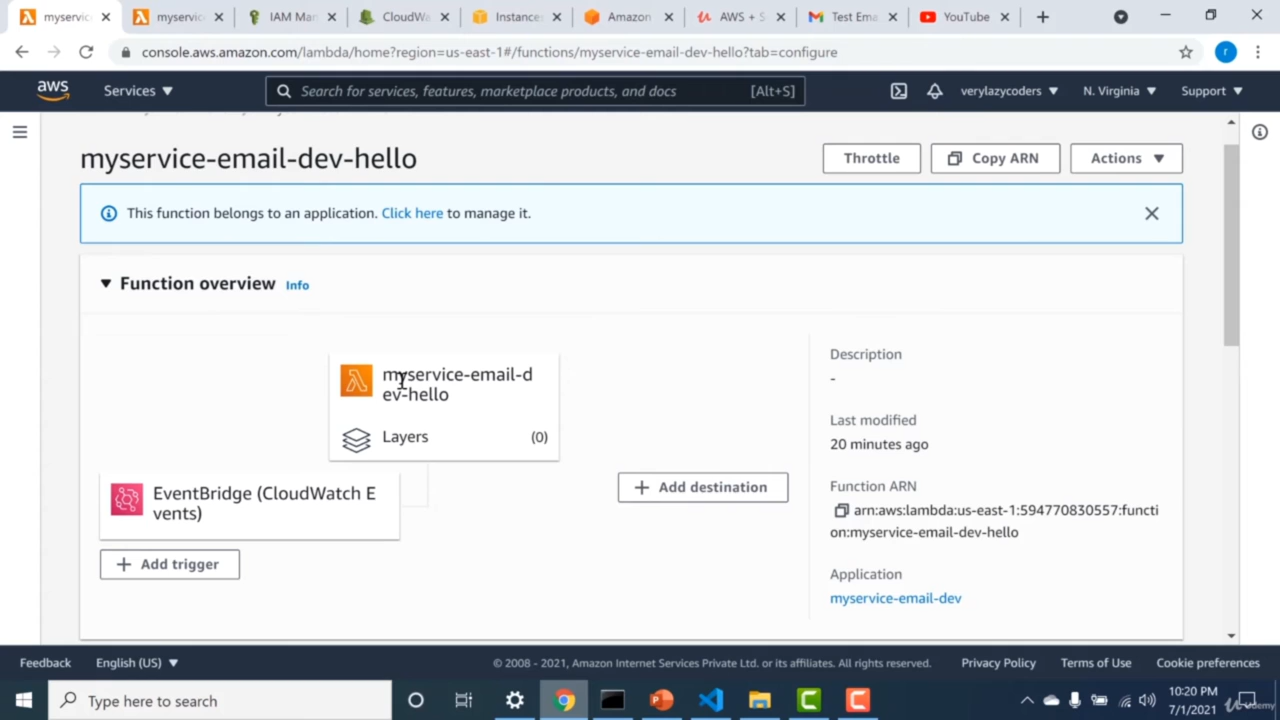 myservic
myservic
IAM Man
CloudWa
Instance
Amazon
AWS + S
Test Ema
YouTube
console.aws.amazon.com/lambda/home?region=us-east-1#/functions/myservice-email-dev-hello?tab=configure
r
aws
Services
Search for services, features, marketplace products, and docs
[Alt+S]
verylazycoders
N. Virginia
Support
myservice-email-dev-hello
Throttle
Copy ARN
Actions
This function belongs to an application. Click here to manage it.
Function overview Info
myservice-email-d
ev-hello
Layers (0)
EventBridge (CloudWatch E
vents)
+ Add trigger
+ Add destination
Description
-
Last modified
20 minutes ago
Function ARN
arn:aws:lambda:us-east-1:594770830557:functi
on:myservice-email-dev-hello
Application
myservice-email-dev
Feedback
English (US)
© 2008 - 2021, Amazon Internet Services Private Ltd. or its affiliates. All rights reserved.
Privacy Policy
Terms of Use
Cookie preferences
Type here to search
10:20 PM
7/1/2021
Udemy